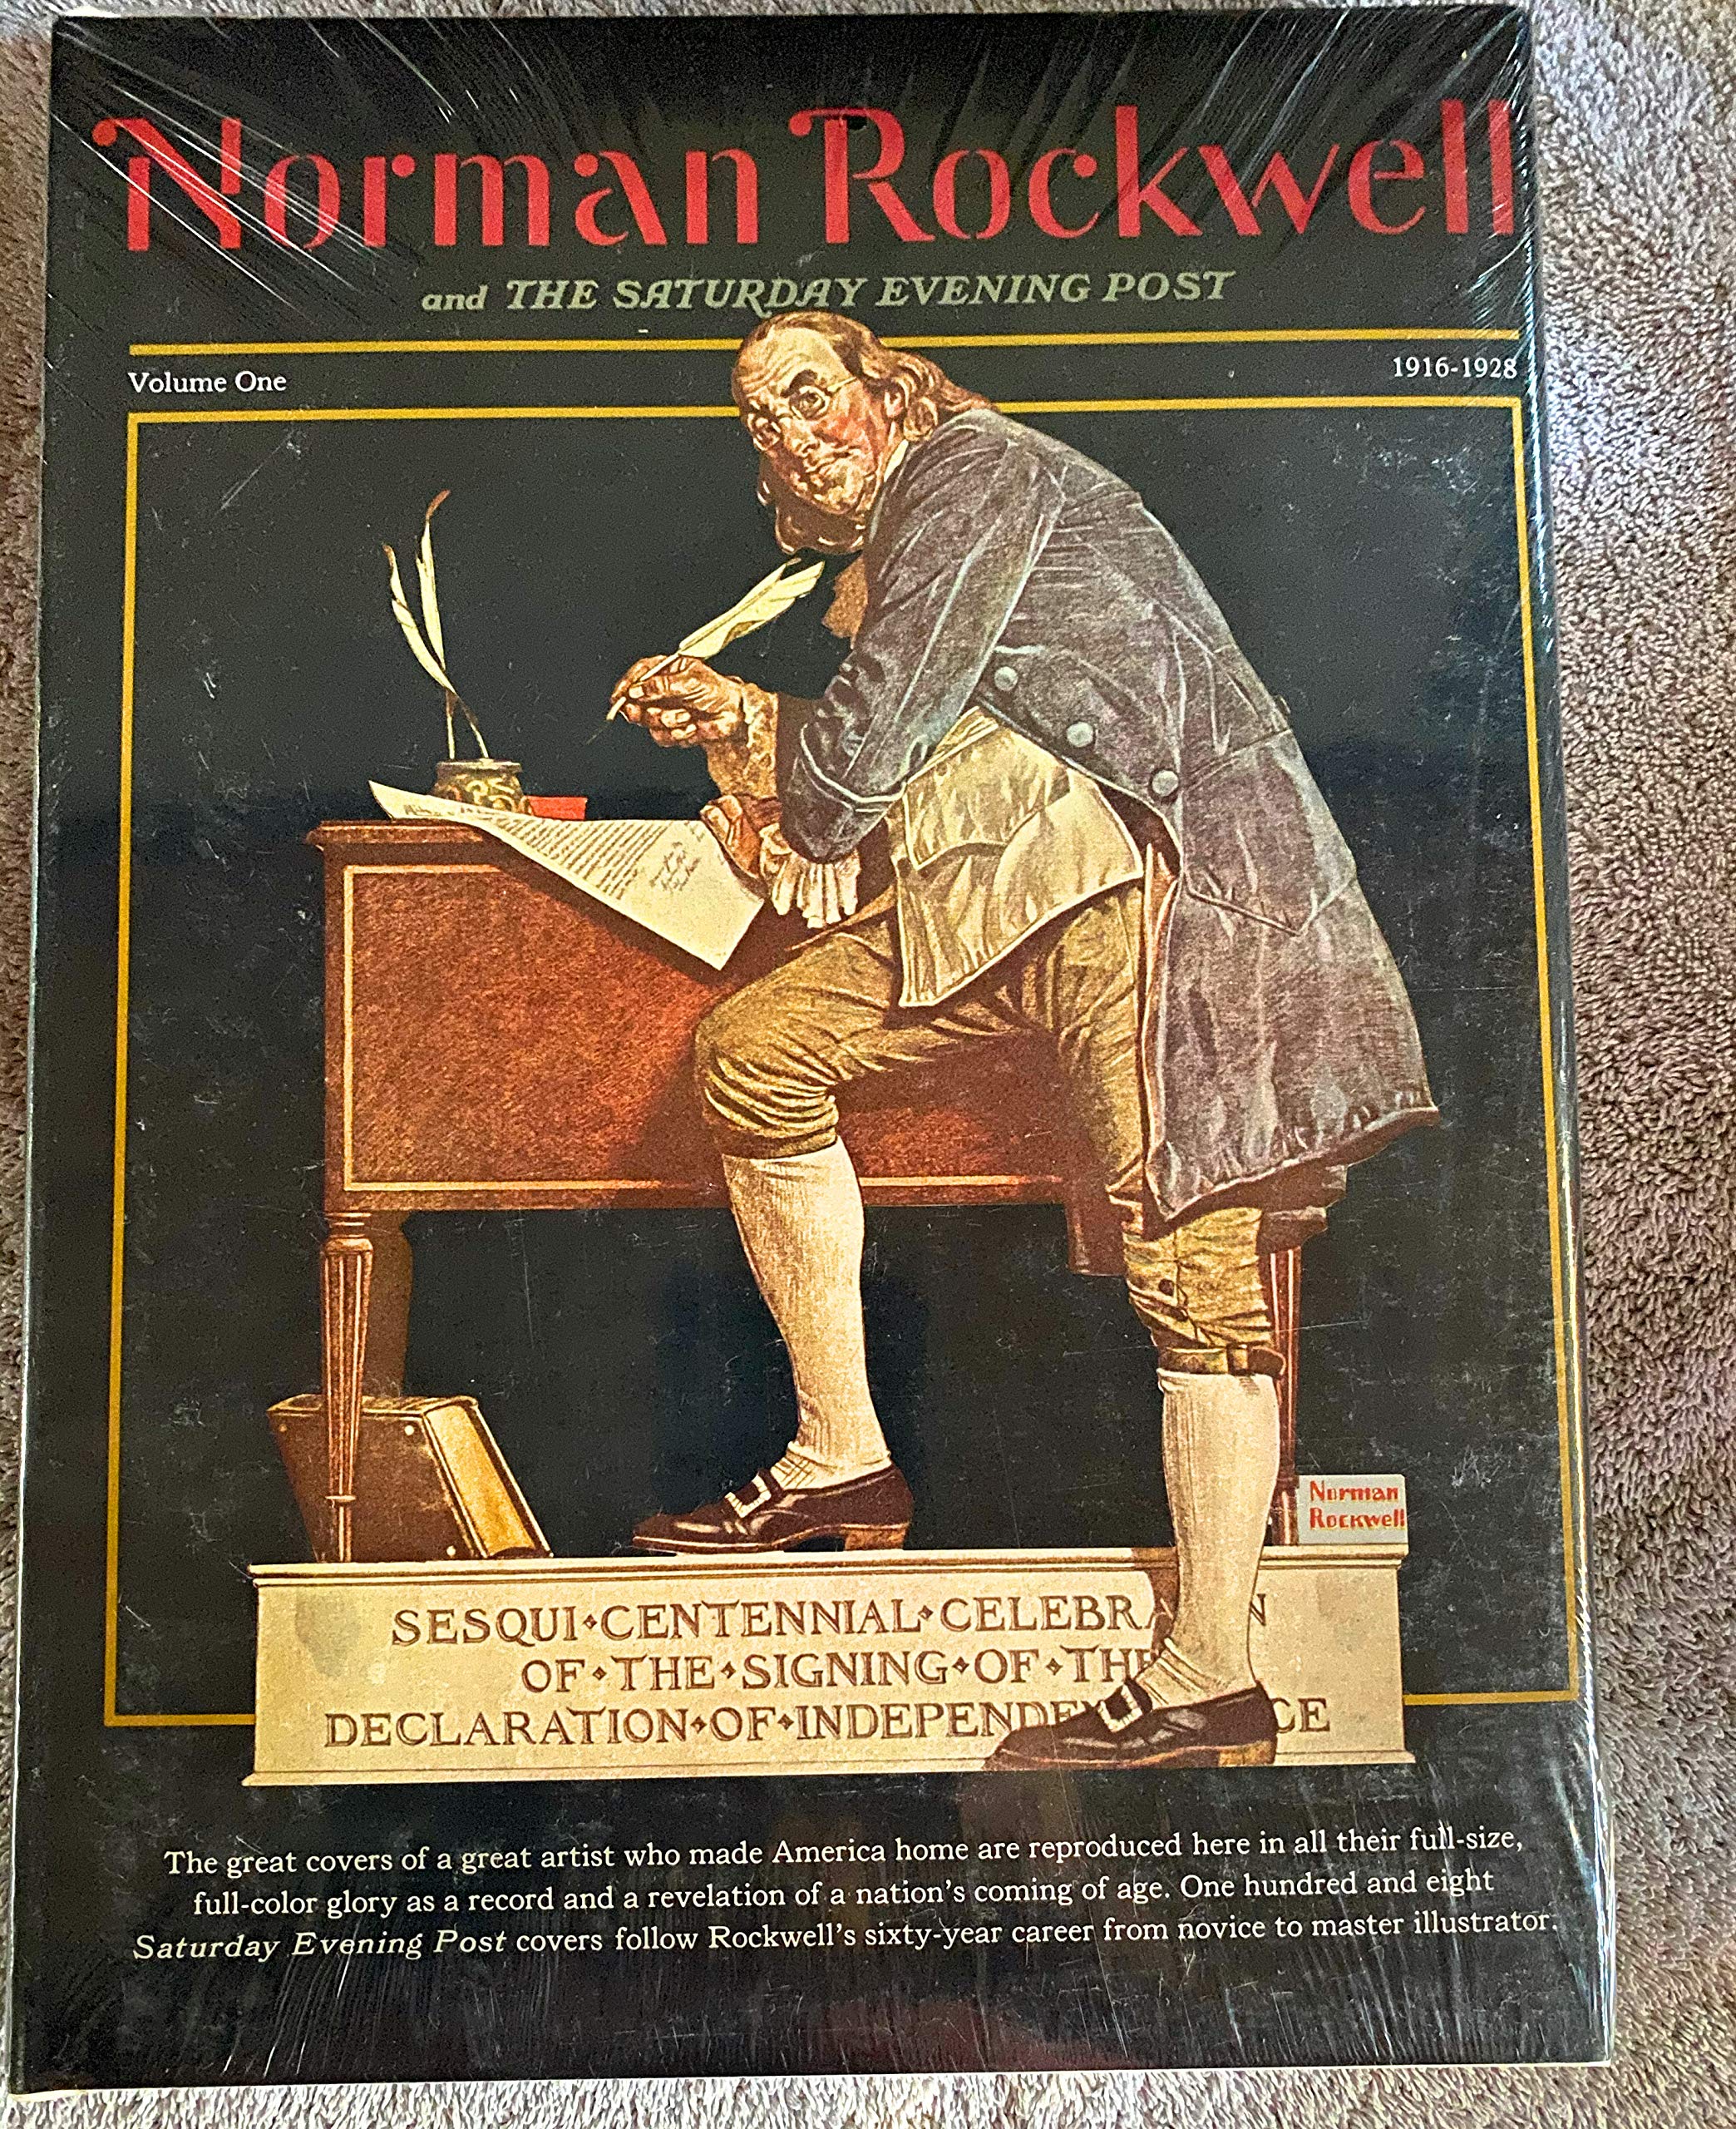 Norman Rockwell
and THE SATURDAY EVENING POST
Volume One
1916-1928
Norman
Rockwell
SESQUI·CENTENNIAL·CELEBRA N
OF·THE·SIGNING·OF·THE
DECLARATION·OF·INDEPENDE CE
The great covers of a great artist who made America home are reproduced here in all their full-size,
full-color glory as a record and a revelation of a nation's coming of age. One hundred and eight
Saturday Evening Post covers follow Rockwell's sixty-year career from novice to master illustrator.